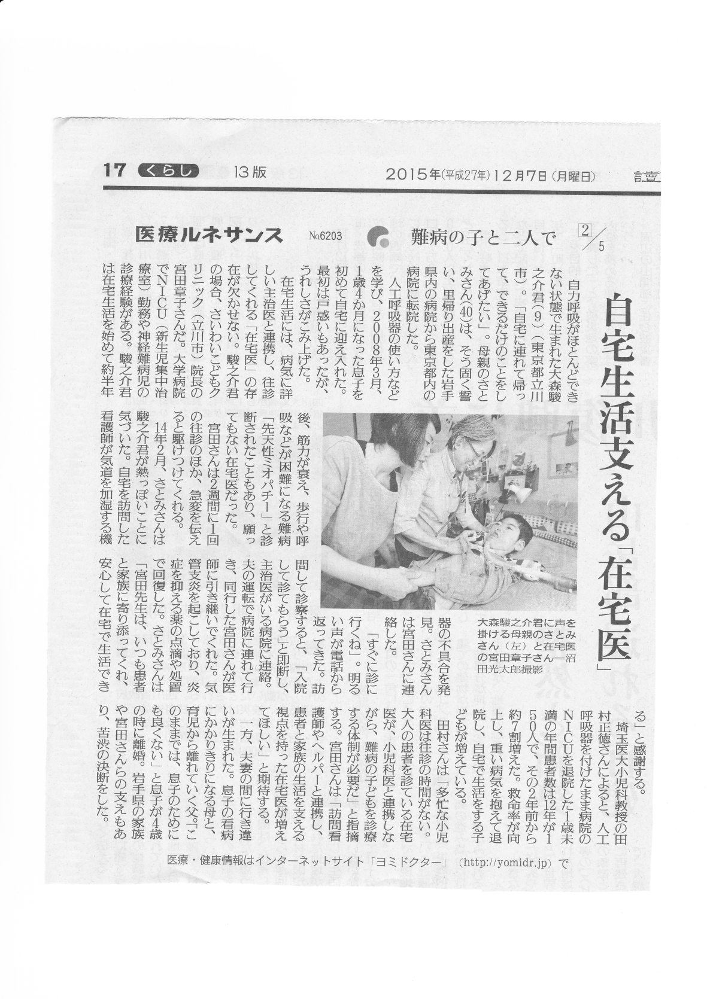 17 くらし 13版 2015年(平成27年)12月7日(月曜日) 讀
医療ルネサンス №6203 難病の子と二人で 2/5
自宅生活支える「在宅医」
自力呼吸がほとんどでき
ない状態で生まれた大森駿
之介君(9)(東京都立川
市)。「自宅に連れて帰っ
て、できるだけのことをし
てあげたい」。母親のさと
みさん(40)は、そう固く誓
い、里帰り出産をした岩手
県内の病院から東京都内の
病院に転院した。
人工呼吸器の使い方など
を学び、2008年3月、
1歳4か月になった息子を
初めて自宅に迎え入れた。
最初は戸惑いもあったが、
うれしさがこみ上げた。
在宅生活には、病気に詳
しい主治医と連携し、往診
してくれる「在宅医」の存
在が欠かせない。駿之介君
の場合、さいわいこどもク
リニック(立川市)院長の
宮田章子さんだ。大学病院
でNICU(新生児集中治
療室)勤務や神経難病児の
診療経験がある。駿之介君
は在宅生活を始めて約半年
後、筋力が衰え、歩行や呼
吸などが困難になる難病
「先天性ミオパチー」と診
断されたこともあり、願っ
てもない在宅医だった。
宮田さんは2週間に1回
の往診のほか、急変を伝え
ると駆けつけてくれる。
14年2月、さとみさんは
駿之介君が熱っぽいことに
気づいた。自宅を訪問した
看護師が気道を加湿する機
大森駿之介君に声を
掛ける母親のさとみ
さん(左)と在宅医
の宮田章子さん=沼
田光太郎撮影
器の不具合を発
見。さとみさん
は宮田さんに連
絡した。
「すぐに診に
行くね」。明る
い声が電話から
返ってきた。訪
問して診察すると、「入院
して診てもらう」と即断し、
主治医がいる病院に連絡。
夫の運転で病院に連れて行
き、同行した宮田さんが医
師に引き継いでくれた。気
管支炎を起こしており、炎
症を抑える薬の点滴や処置
で回復した。さとみさんは
「宮田先生は、いつも患者
と家族に寄り添ってくれ、
安心して在宅で生活でき
る」と感謝する。
埼玉医大小児科教授の田
村正徳さんによると、人工
呼吸器を付けたまま病院の
NICUを退院した1歳未
満の年間患者数は12年が1
50人で、その2年前から
約7割増えた。救命率が向
上し、重い病気を抱えて退
院し、自宅で生活をする子
どもが増えている。
田村さんは「多忙な小児
科医は往診の時間がない。
大人の患者を診ている在宅
医が、小児科医と連携しな
がら、難病の子どもを診療
する体制が必要だ」と指摘
する。宮田さんは「訪問看
護師やヘルパーと連携し、
患者と家族の生活を支える
視点を持った在宅医が増え
てほしい」と期待する。
一方、夫妻の間に行き違
いが生まれた。息子の看病
にかかりきりになる母と、
育児から離れていく父。「こ
のままでは、息子のために
も良くない」と息子が4歳
の時に離婚。岩手県の家族
や宮田さんらの支えもあ
り、苦渋の決断をした。
医療・健康情報はインターネットサイト「ヨミドクター」(http://yomidr.jp)で